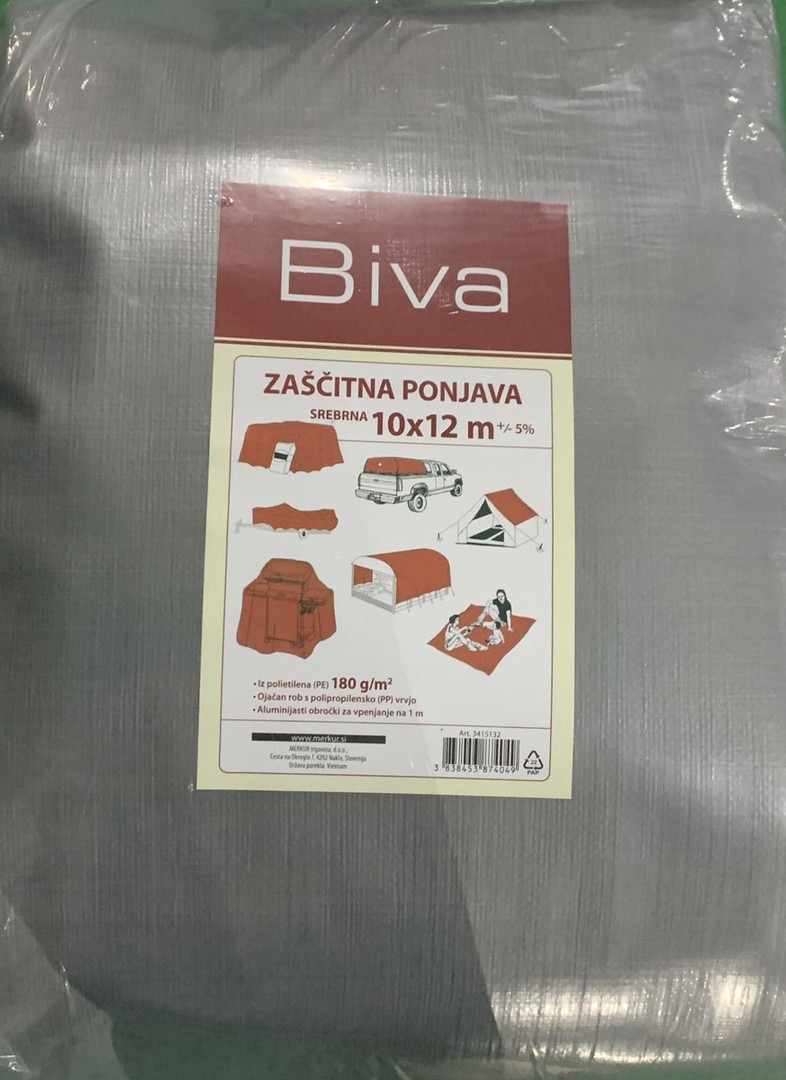 Biva
ZAŠČITNA PONJAVA
SREBRNA 10x12 m +/- 5%
• Iz polietilena (PE) 180 g/m²
• Ojačan rob s polipropilensko (PP) vrvjo
• Aluminijasti obročki za vpenjanje na 1 m
www.merkur.si
MERKUR trgovina, d.o.o.,
Cesta na Okroglo 7, 4202 Naklo, Slovenija
Država porekla: Vietnam
Art. 3415132
3 838453 874049
22
PAP